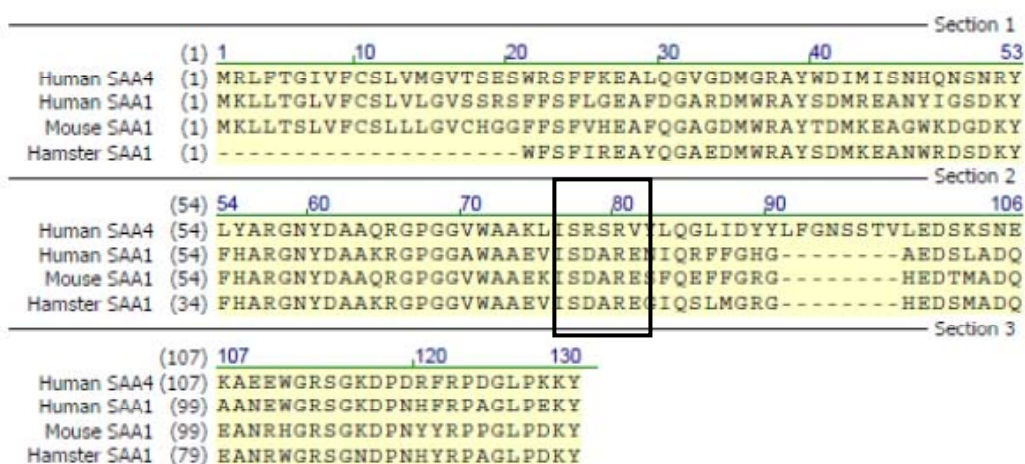 Section 1
(1) 1 10 20 30 40 53
Human SAA4 (1) MRLFTGIVFCSLVMGVTSESWRSFFKEALQGVGDMGRAYWDIMISNHQNSNRY
Human SAA1 (1) MKLLTGLVFCSLVLGVSSRSFFSFLGEAFDGARDMWRAYSDMREANYIGSDKY
Mouse SAA1 (1) MKLLTSLVFCSLLLGVCHGGFFSFVHEAFQGAGDMWRAYTDMKEAGWKDGDKY
Hamster SAA1 (1) --------------------WFSFIREAYQGAEDMWRAYSDMKEANWRDSDKY
Section 2
(54) 54 60 70 80 90 106
Human SAA4 (54) LYARGNYDAAQRGPGGVWAAKLISRSRVYLQGLIDYYLFGNSSTVLEDSKSNE
Human SAA1 (54) FHARGNYDAAKRGPGGAWAAEVISDARENIQRFFGHG--------AEDSLADQ
Mouse SAA1 (54) FHARGNYDAAQRGPGGVWAAEKISDARESFQEFFGRG--------HEDTMADQ
Hamster SAA1 (34) FHARGNYDAAKRGPGGVWAAEVISDAREGIQSLMGRG--------HEDSMADQ
Section 3
(107) 107 120 130
Human SAA4 (107) KAEEWGRSGKDPDRFRPDGLPKKY
Human SAA1 (99) AANEWGRSGKDPNHFRPAGLPEKY
Mouse SAA1 (99) EANRHGRSGKDPNYYRPPGLPDKY
Hamster SAA1 (79) EANRWGRSGNDPNHYRPAGLPDKY